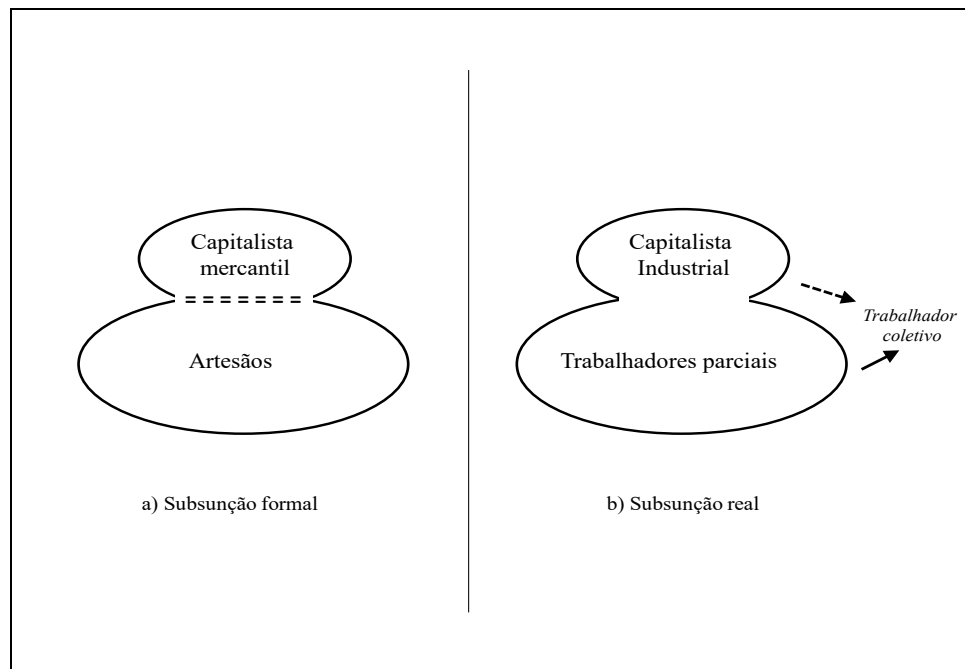 Capitalista
mercantil
Artesãos
a) Subsunção formal
Capitalista
Industrial
Trabalhadores parciais
Trabalhador
coletivo
b) Subsunção real